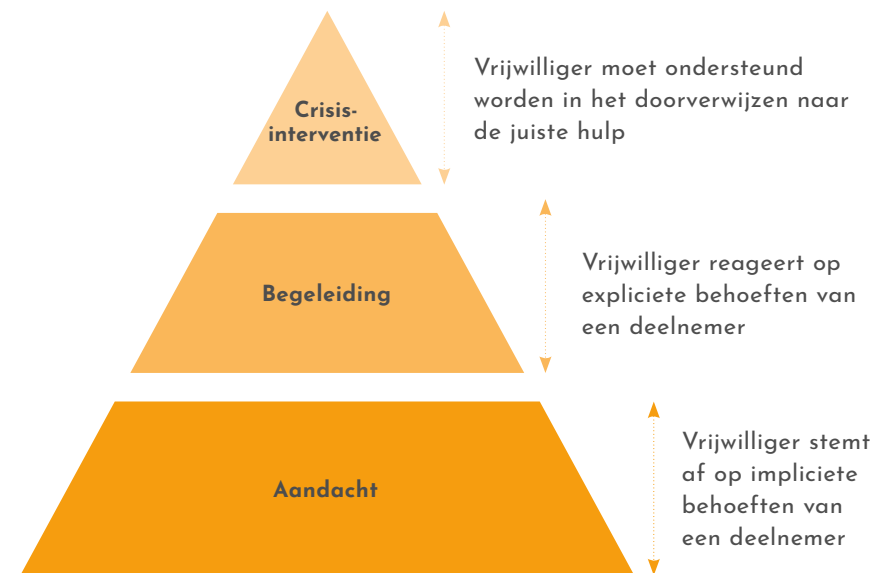 Crisis-
interventie
Vrijwilliger moet ondersteund
worden in het doorverwijzen naar
de juiste hulp
Begeleiding
Vrijwilliger reageert op
expliciete behoeften van
een deelnemer
Aandacht
Vrijwilliger stemt
af op impliciete
behoeften van
een deelnemer